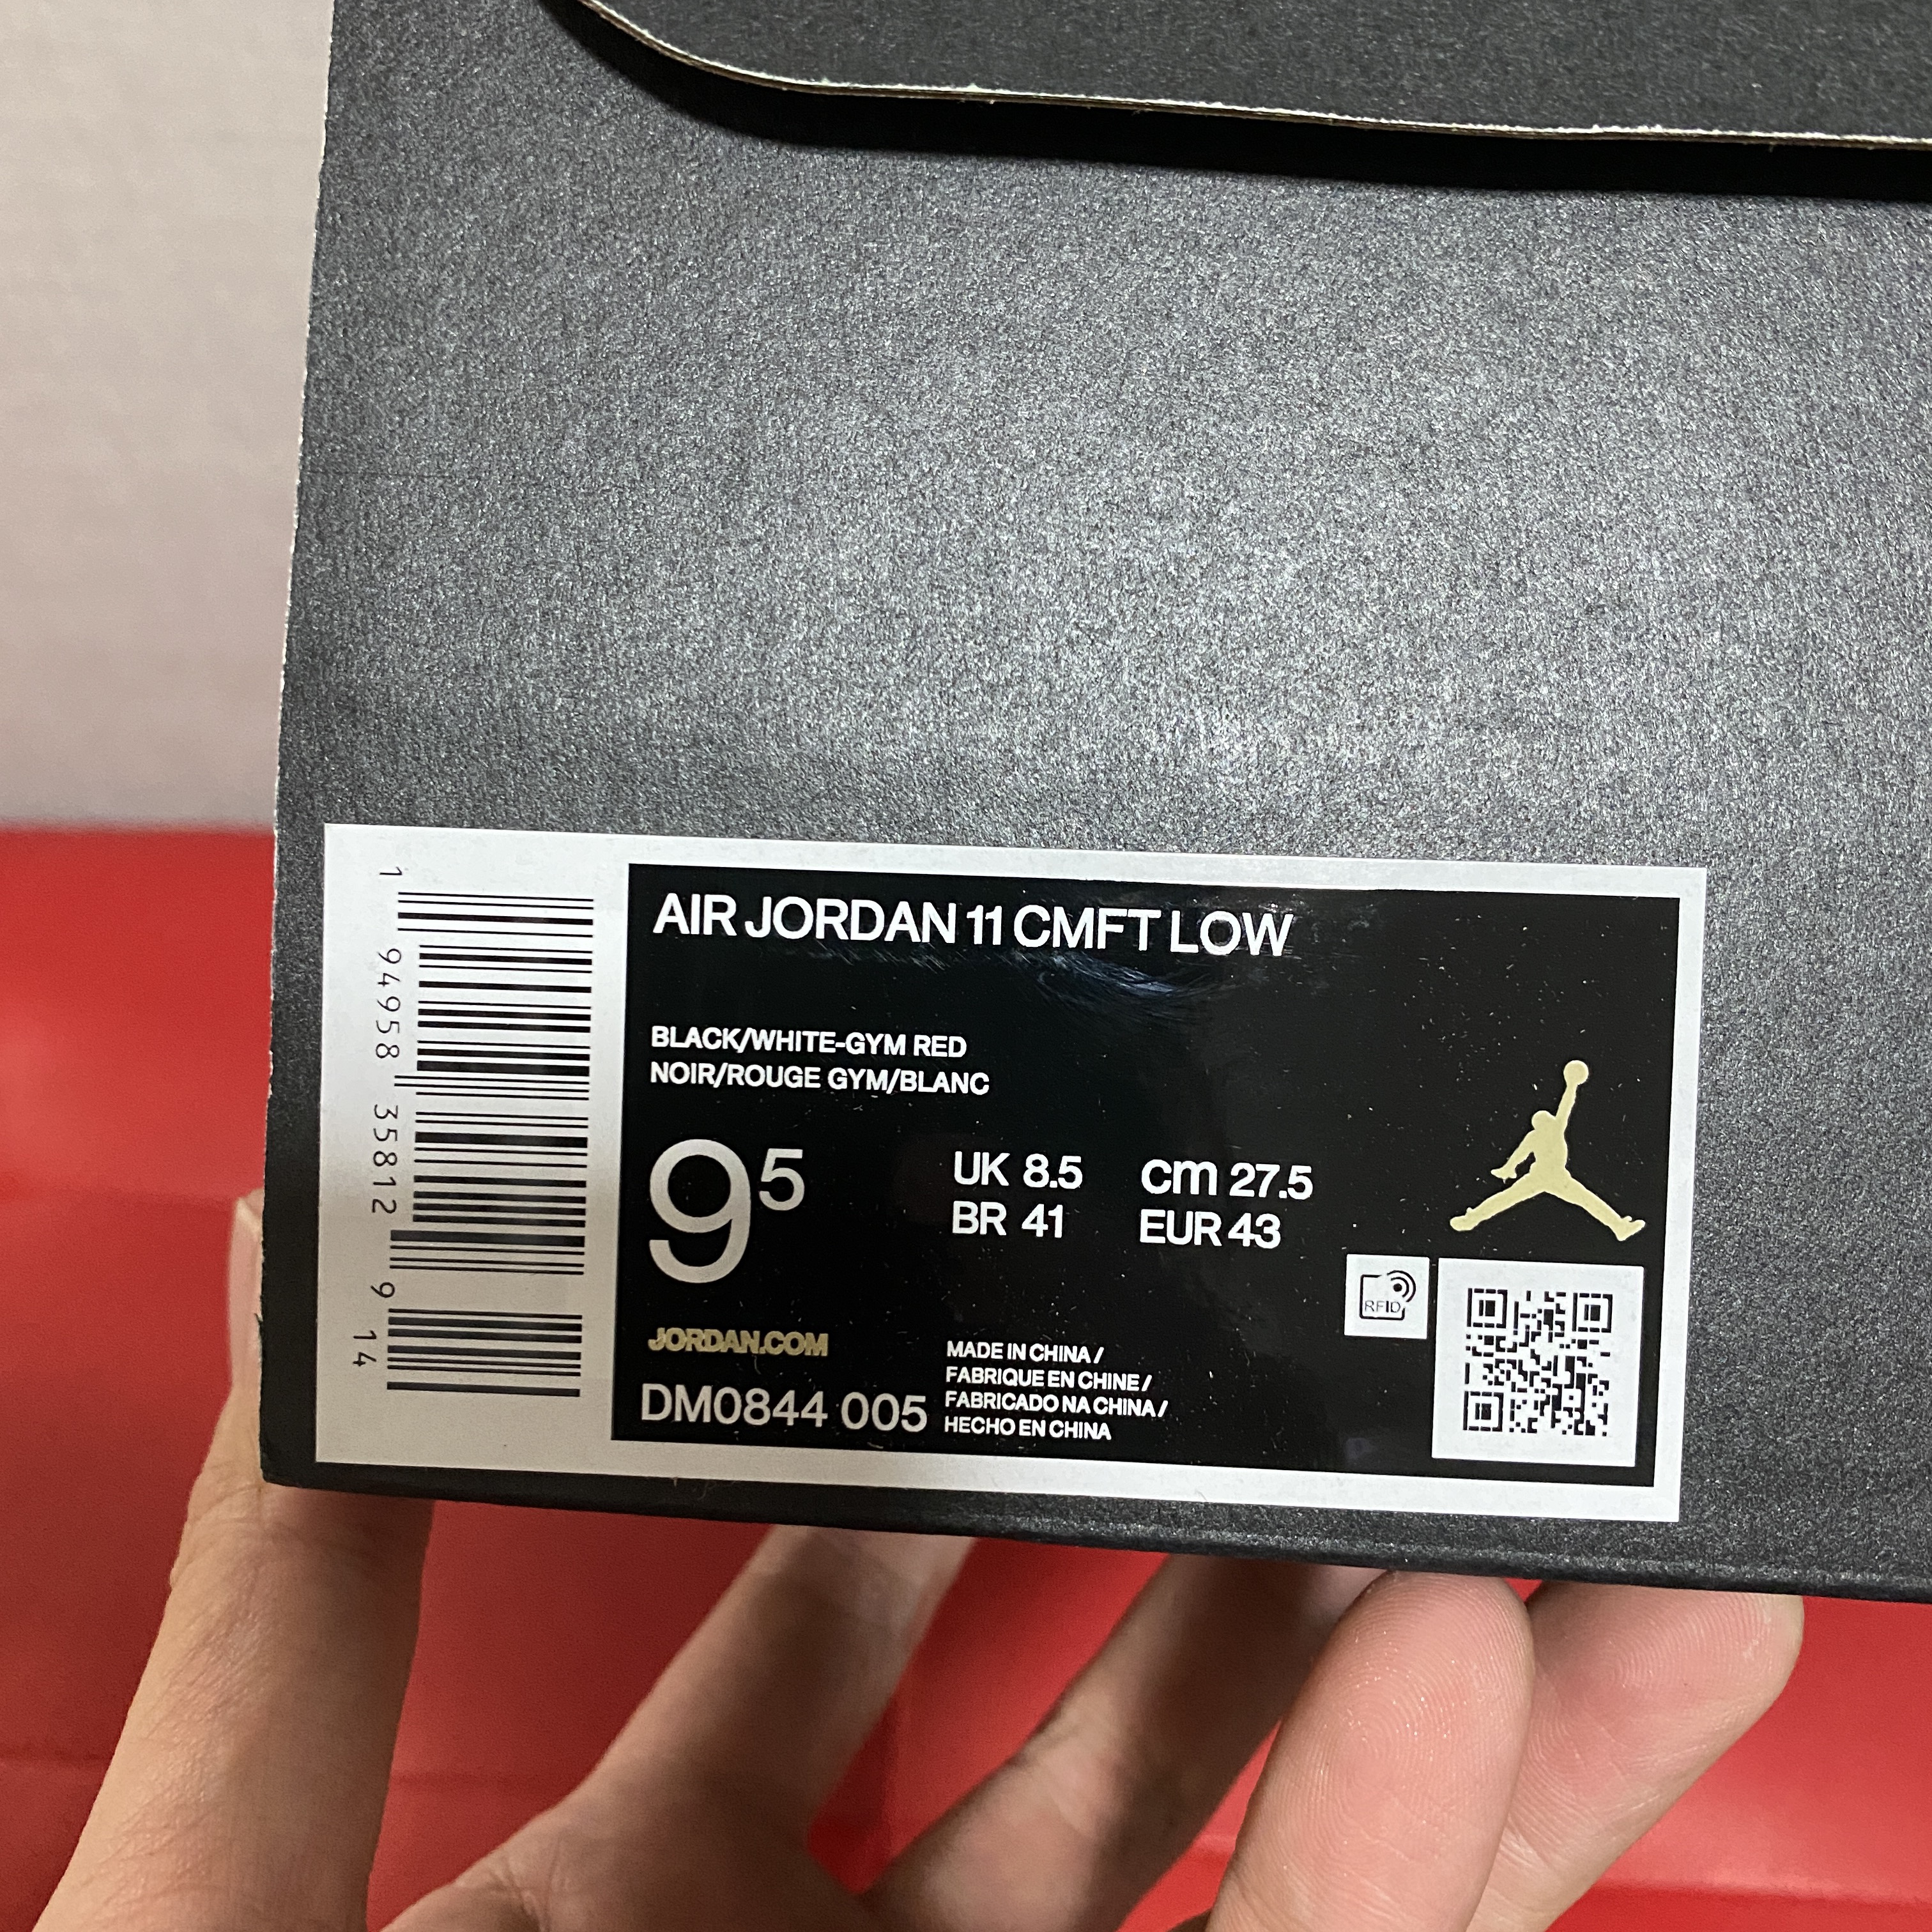 1 94958 35812 9 14
AIR JORDAN 11 CMFT LOW
BLACK/WHITE-GYM RED
NOIR/ROUGE GYM/BLANC
9 5
UK 8.5 cm 27.5
BR 41 EUR 43
RFID
JORDAN.COM
DM0844 005
MADE IN CHINA /
FABRIQUE EN CHINE /
FABRICADO NA CHINA /
HECHO EN CHINA